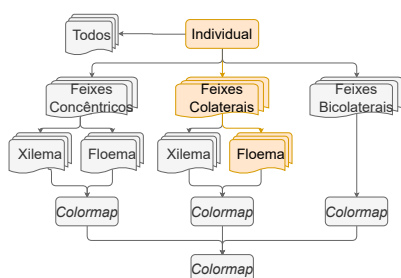 Todos
Individual
Feixes
Concêntricos
Feixes
Colaterais
Feixes
Bicolaterais
Xilema
Floema
Xilema
Floema
Colormap
Colormap
Colormap
Colormap